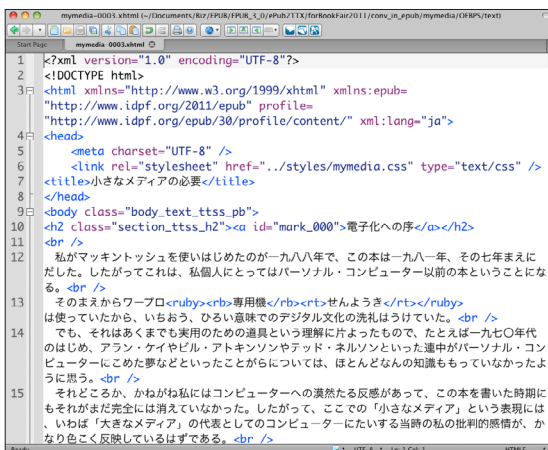 mymedia-0003.xhtml (~/Documents/Biz/EPUB/EPUB_3_0/ePub2TTX/forBookFair2011/conv_in_epub/mymedia/OEBPS/text)
Start Page mymedia-0003.xhtml
1 <?xml version="1.0" encoding="UTF-8"?>
2 <!DOCTYPE html>
3 <html xmlns="http://www.w3.org/1999/xhtml" xmlns:epub=
"http://www.idpf.org/2011/epub" profile=
"http://www.idpf.org/epub/30/profile/content/" xml:lang="ja">
4 <head>
5 <meta charset="UTF-8" />
6 <link rel="stylesheet" href="../styles/mymedia.css" type="text/css" />
7 <title>小さなメディアの必要</title>
8 </head>
9 <body class="body_text_ttss_pb">
10 <h2 class="section_ttss_h2"><a id="mark_000">電子化への序</a></h2>
11 <br />
12 私がマッキントッシュを使いはじめたのが一九八八年で、この本は一九八一年、その七年まえに
だした。したがってこれは、私個人にとってはパーソナル・コンピューター以前の本ということにな
る。<br />
13 そのまえからワープロ<ruby><rb>専用機</rb><rt>せんようき</rt></ruby>
は使っていたから、いちおう、ひろい意味でのデジタル文化の洗礼はうけていた。<br />
14 でも、それはあくまでも実用のための道具という理解に片よったもので、たとえば一九七〇年代
のはじめ、アラン・ケイやビル・アトキンソンやテッド・ネルソンといった連中がパーソナル・コン
ピューターにこめた夢などといったことがらについては、ほとんどなんの知識ももっていなかったよ
うに思う。<br />
15 それどころか、かねがね私にはコンピューターへの漠然たる反感があって、この本を書いた時期に
もそれがまだ完全には消えていなかった。したがって、ここでの「小さなメディア」という表現には
、いわば「大きなメディア」の代表としてのコンピューターにたいする当時の私の批判的感情が、か
なり色こく反映しているはずである。<br />
Ready UTF-8 Ln: 1 Col: 1 HTML5